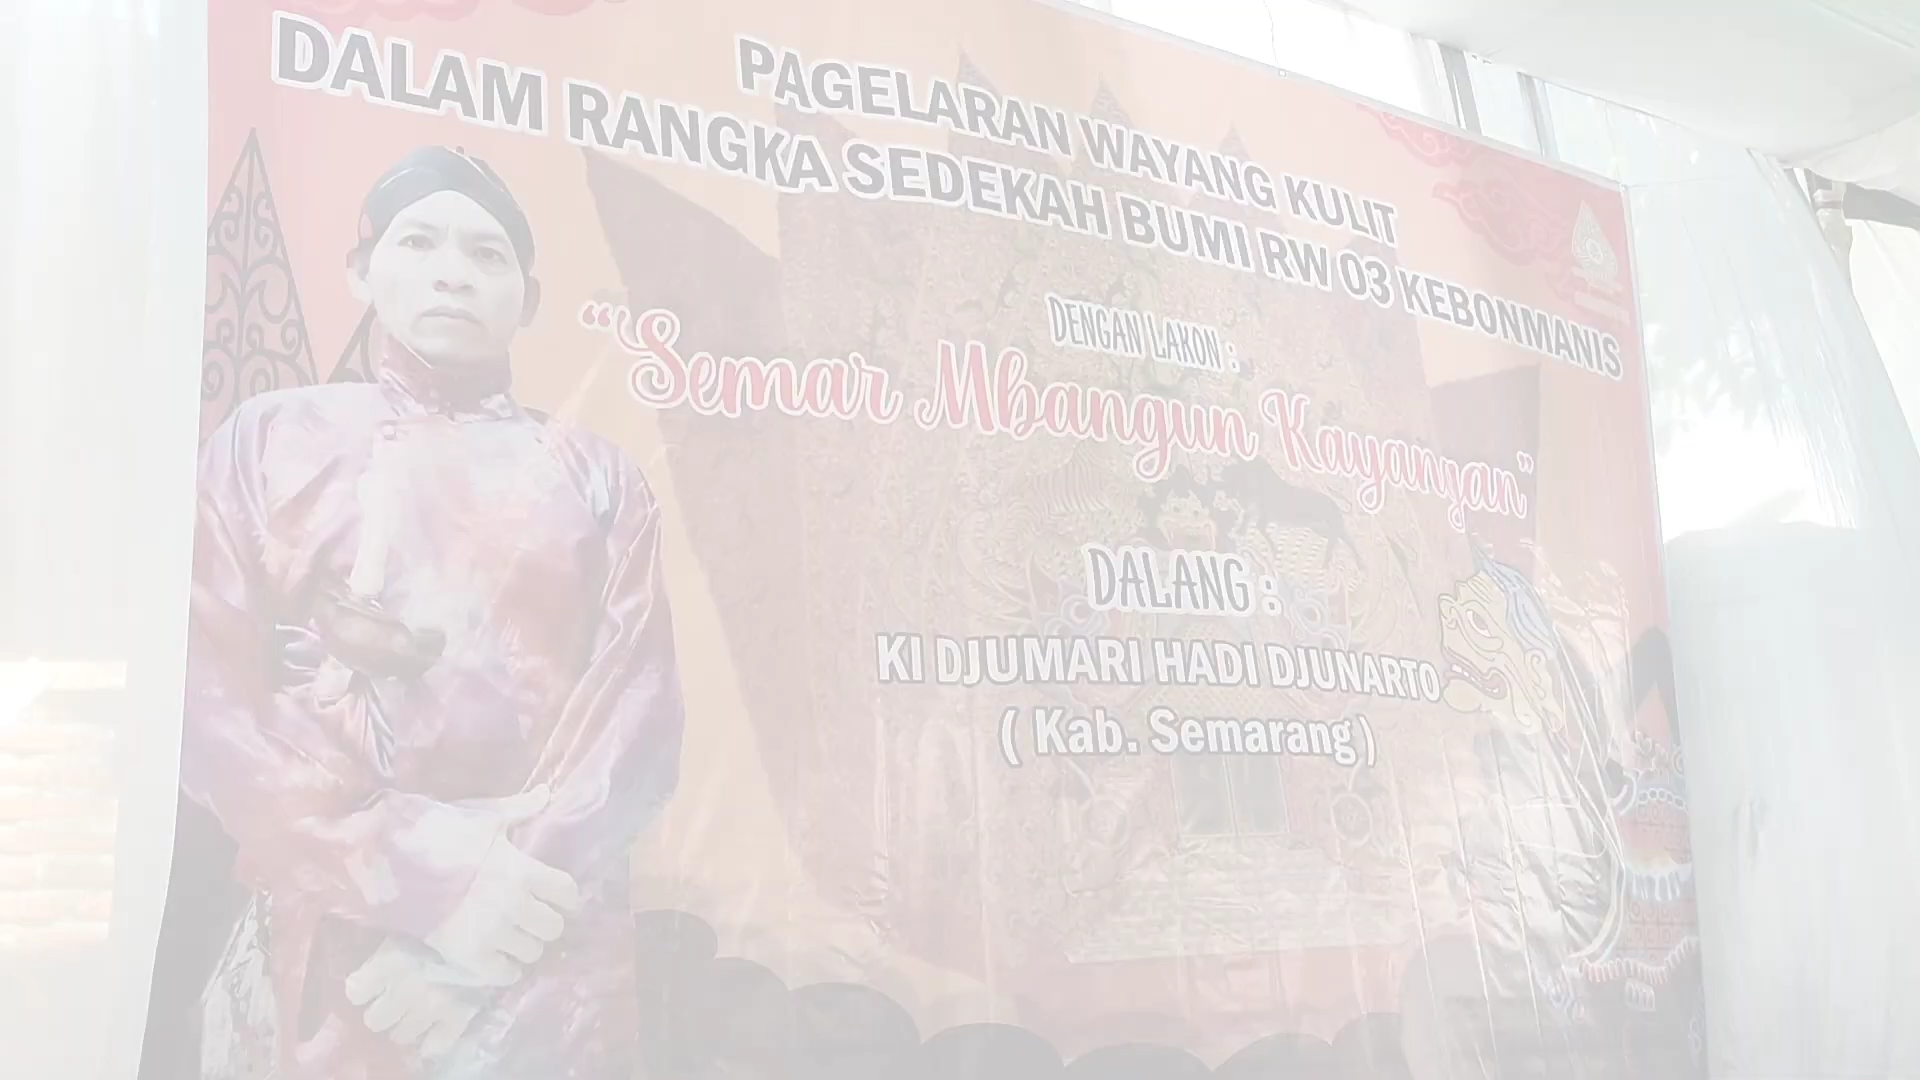 PAGELARAN WAYANG KULIT
DALAM RANGKA SEDEKAH BUMI RW 03 KEBONMANIS
DENGAN LAKON :
“Semar Mbangun Kayangan”
DALANG :
KI DJUMARI HADI DJUNARTO
( Kab. Semarang )